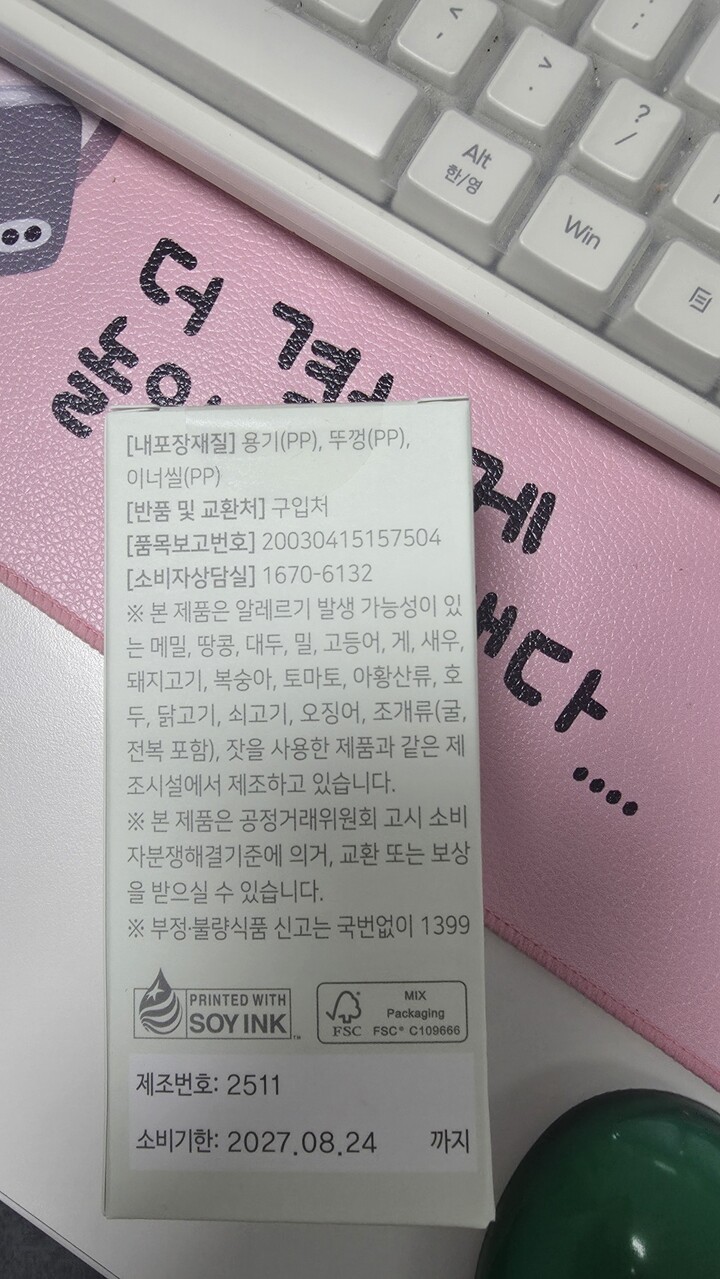 < ,
> .
:
;
? /
Alt
한/영
Win
더
게
다....
[내포장재질] 용기(PP), 뚜껑(PP),
이너씰(PP)
[반품 및 교환처] 구입처
[품목보고번호] 20030415157504
[소비자상담실] 1670-6132
※ 본 제품은 알레르기 발생 가능성이 있
는 메밀, 땅콩, 대두, 밀, 고등어, 게, 새우,
돼지고기, 복숭아, 토마토, 아황산류, 호
두, 닭고기, 쇠고기, 오징어, 조개류(굴,
전복 포함), 잣을 사용한 제품과 같은 제
조시설에서 제조하고 있습니다.
※ 본 제품은 공정거래위원회 고시 소비
자분쟁해결기준에 의거, 교환 또는 보상
을 받으실 수 있습니다.
※ 부정·불량식품 신고는 국번없이 1399
PRINTED WITH
SOY INK™
FSC
MIX
Packaging
FSC® C109666
제조번호: 2511
소비기한: 2027.08.24 까지